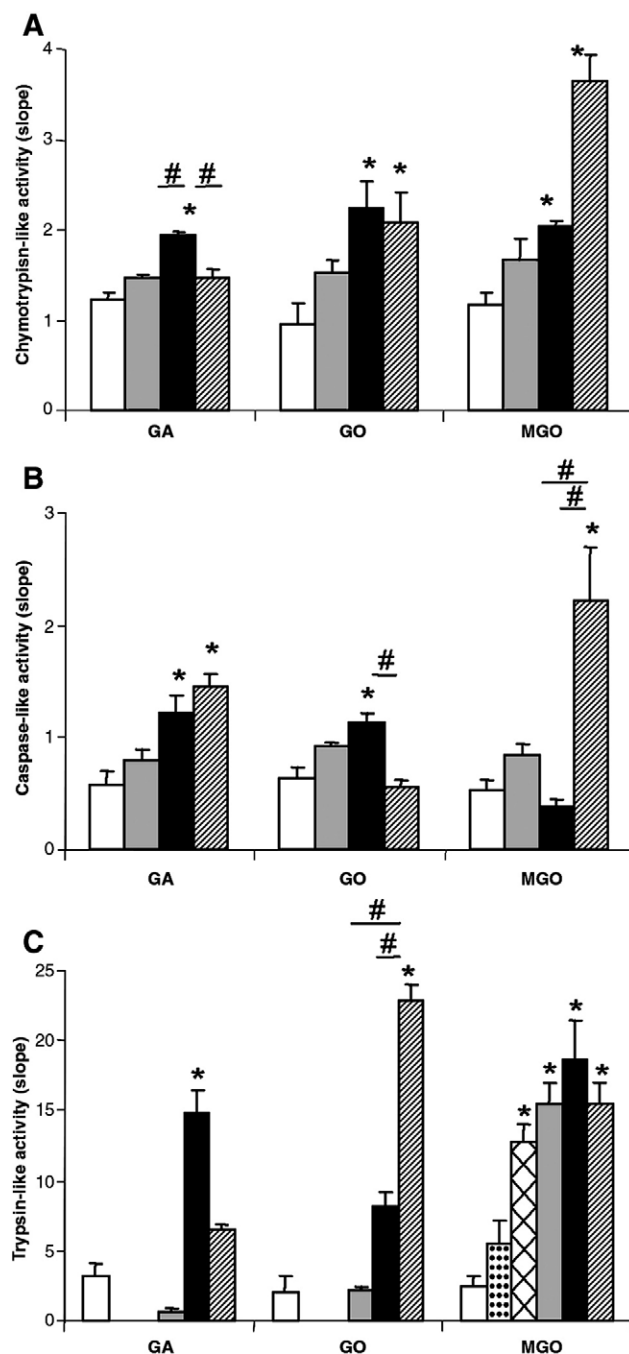 A
Chymotrypisn-like activity (slope)
4
3
2
1
0
# #
*
* *
* *
GA GO MGO
B
Caspase-like activity (slope)
3
2
1
0
* *
* #
#
#
*
GA GO MGO
C
Trypsin-like activity (slope)
25
20
15
10
5
0
*
#
#
*
* * * *
GA GO MGO